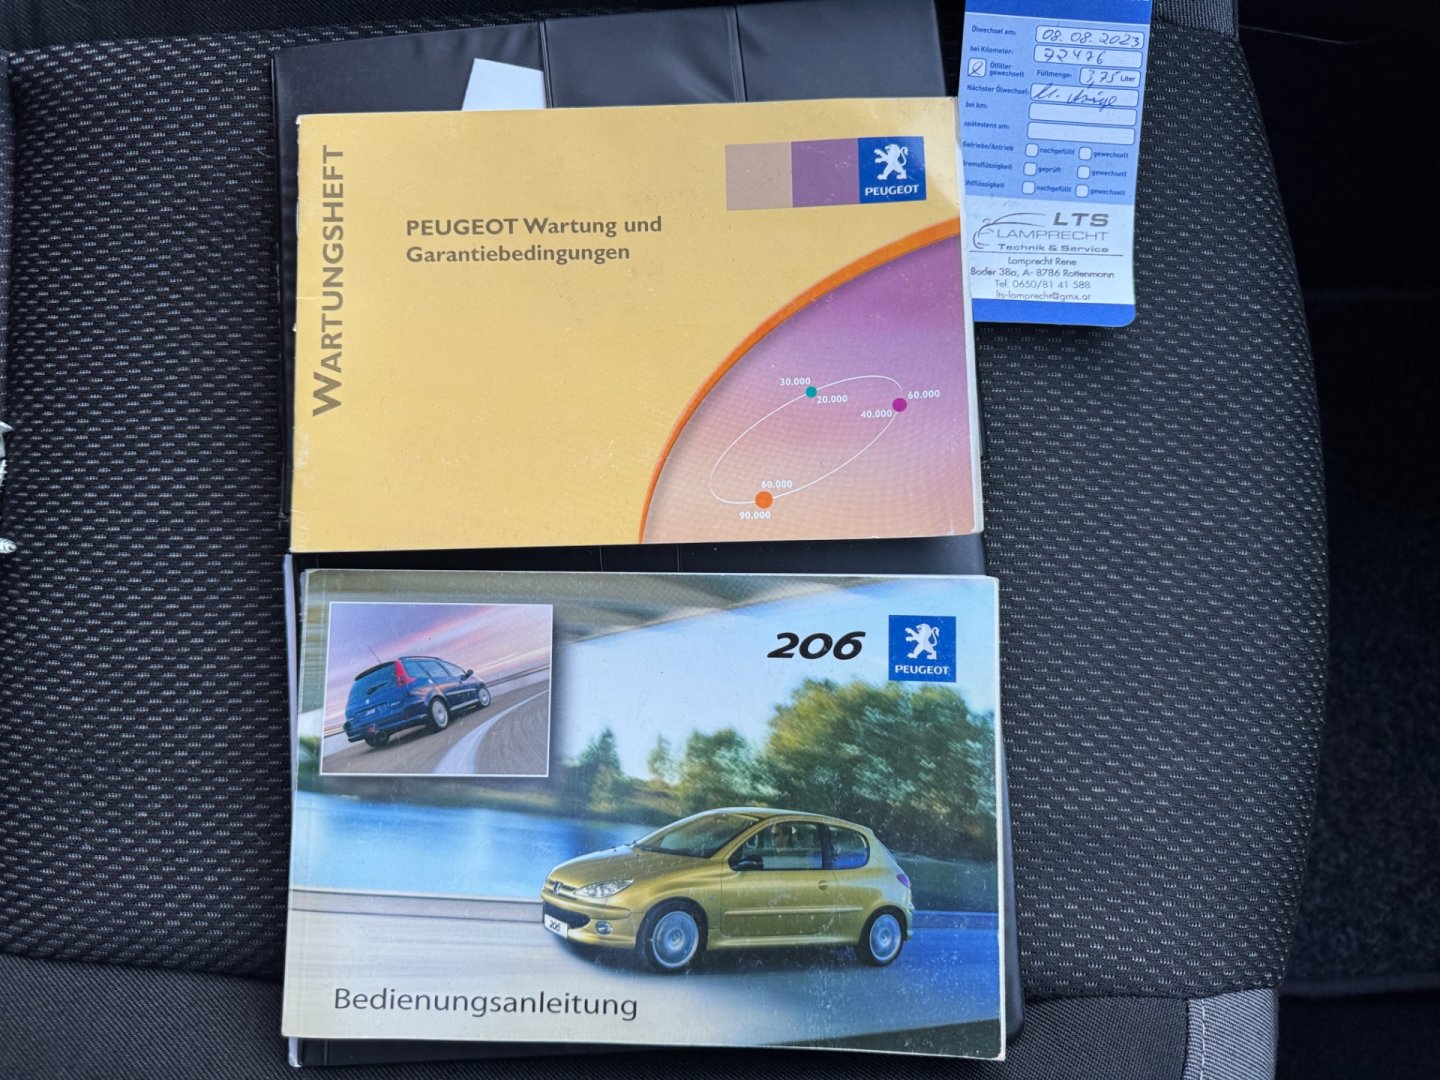 WARTUNGSHEFT
PEUGEOT Wartung und
Garantiebedingungen
PEUGEOT
30.000
20.000
60.000
40.000
60.000
90.000
Ölwechsel am: 08.08.2023
bei Kilometer: 72476
Ölfilter
gewechselt
Füllmenge: 3,75 Liter
Nächster Ölwechsel:
bei km:
spätestens am:
Getriebe/Antrieb nachgefüllt gewechselt
Bremsflüssigkeit geprüft gewechselt
Kühlflüssigkeit nachgefüllt gewechselt
LTS
LAMPRECHT
Technik & Service
Lamprecht Rene
Boder 38a, A- 8786 Rottenmann
Tel. 0650/81 41 588
lts-lamprecht@gmx.at
206
PEUGEOT
206
Bedienungsanleitung